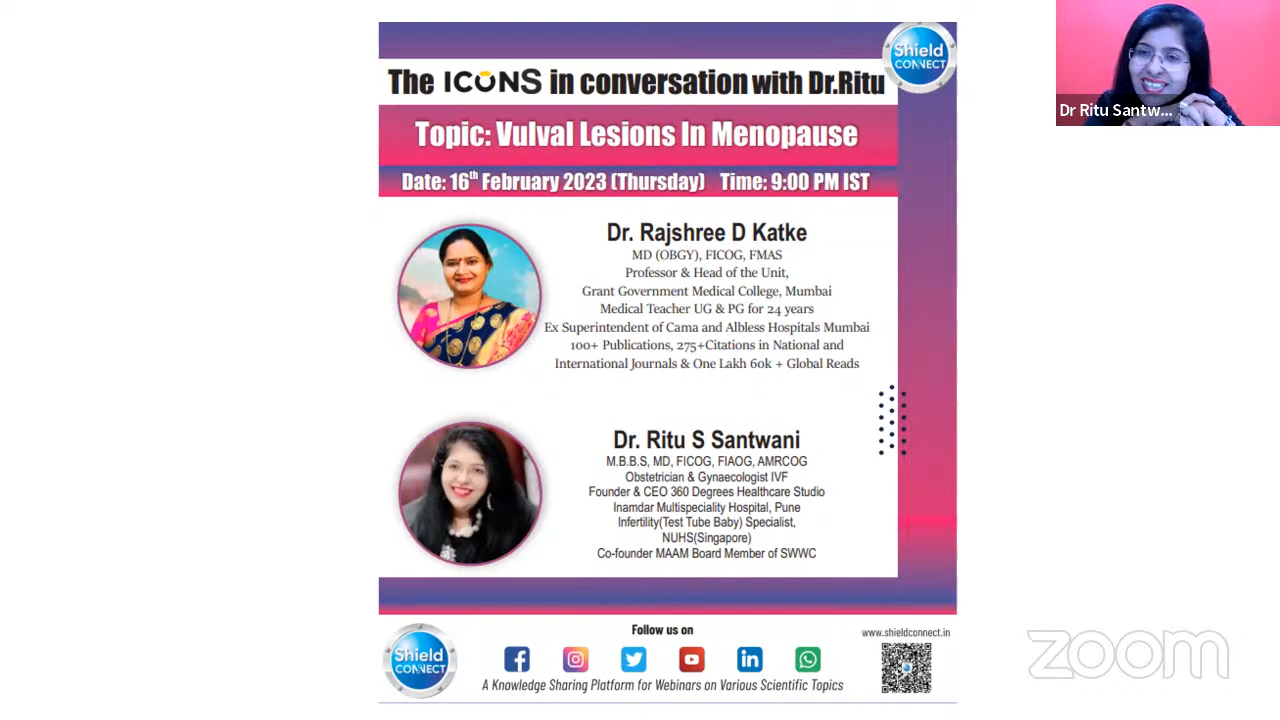 Shield
CONNECT
The ICONS in conversation with Dr.Ritu
Topic: Vulval Lesions In Menopause
Date: 16th February 2023 (Thursday) Time: 9:00 PM IST
Dr. Rajshree D Katke
MD (OBGY), FICOG, FMAS
Professor & Head of the Unit,
Grant Government Medical College, Mumbai
Medical Teacher UG & PG for 24 years
Ex Superintendent of Cama and Albless Hospitals Mumbai
100+ Publications, 275+Citations in National and
International Journals & One Lakh 60k + Global Reads
Dr. Ritu S Santwani
M.B.B.S, MD, FICOG, FIAOG, AMRCOG
Obstetrician & Gynaecologist IVF
Founder & CEO 360 Degrees Healthcare Studio
Inamdar Multispeciality Hospital, Pune
Infertility(Test Tube Baby) Specialist,
NUHS(Singapore)
Co-founder MAAM Board Member of SWWC
Follow us on
www.shieldconnect.in
Shield
CONNECT
A Knowledge Sharing Platform for Webinars on Various Scientific Topics
Dr Ritu Santw...
zoom